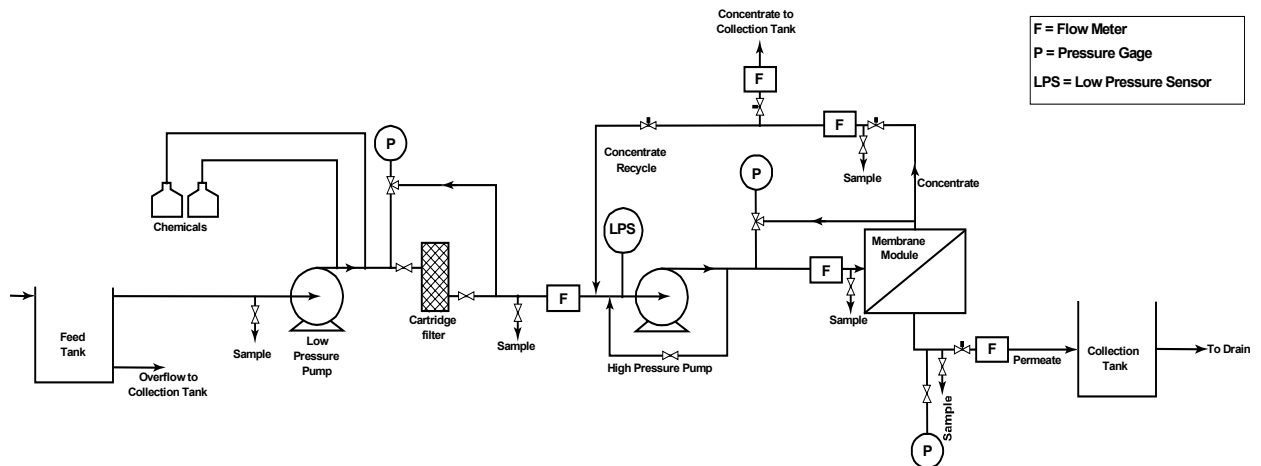 Concentrate to
Collection Tank
F = Flow Meter
P = Pressure Gage
LPS = Low Pressure Sensor
F
F
P
Concentrate
Recycle
Sample
P
Concentrate
Chemicals
LPS
Membrane
Module
F
Feed
Tank
Sample
Low
Pressure
Pump
Cartridge
filter
Sample
F
Sample
High Pressure Pump
Overflow to
Collection Tank
F
Permeate
Sample
P
Collection
Tank
To Drain